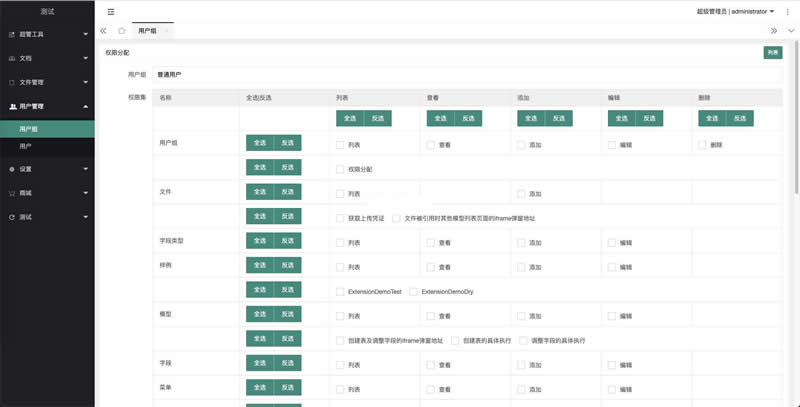 测试
超级管理员 | administrator
超管工具
文档
文件管理
用户管理
用户组
用户
设置
商城
测试
用户组
权限分配
列表
用户组 普通用户
权限集 名称 全选|反选 列表 查看 添加 编辑 删除
全选 反选 全选 反选 全选 反选 全选 反选 全选 反选
用户组 全选 反选 列表 查看 添加 编辑 删除
全选 反选 权限分配
文件 全选 反选 列表 添加
全选 反选 获取上传凭证 文件被引用时其他模型列表页面的iframe弹窗地址
字段类型 全选 反选 列表 查看 添加 编辑
样例 全选 反选 列表 查看 添加 编辑
全选 反选 ExtensionDemoTest ExtensionDemoDry
模型 全选 反选 列表 查看 添加 编辑
全选 反选 创建表及调整字段的iframe弹窗地址 创建表的具体执行 调整字段的具体执行
字段 全选 反选 列表 查看 添加 编辑
菜单 全选 反选 列表 查看 添加 编辑